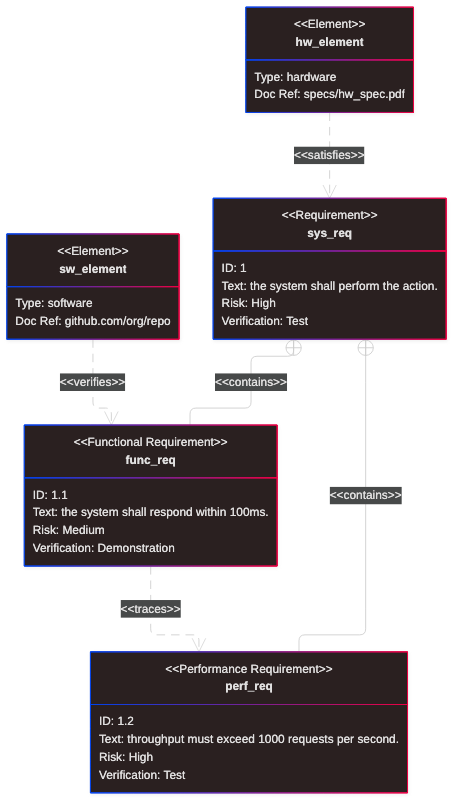 <<Element>>
hw_element
Type: hardware
Doc Ref: specs/hw_spec.pdf
<<satisfies>>
<<Requirement>>
sys_req
ID: 1
Text: the system shall perform the action.
Risk: High
Verification: Test
<<Element>>
sw_element
Type: software
Doc Ref: github.com/org/repo
<<verifies>>
<<contains>>
<<Functional Requirement>>
func_req
ID: 1.1
Text: the system shall respond within 100ms.
Risk: Medium
Verification: Demonstration
<<contains>>
<<traces>>
<<Performance Requirement>>
perf_req
ID: 1.2
Text: throughput must exceed 1000 requests per second.
Risk: High
Verification: Test